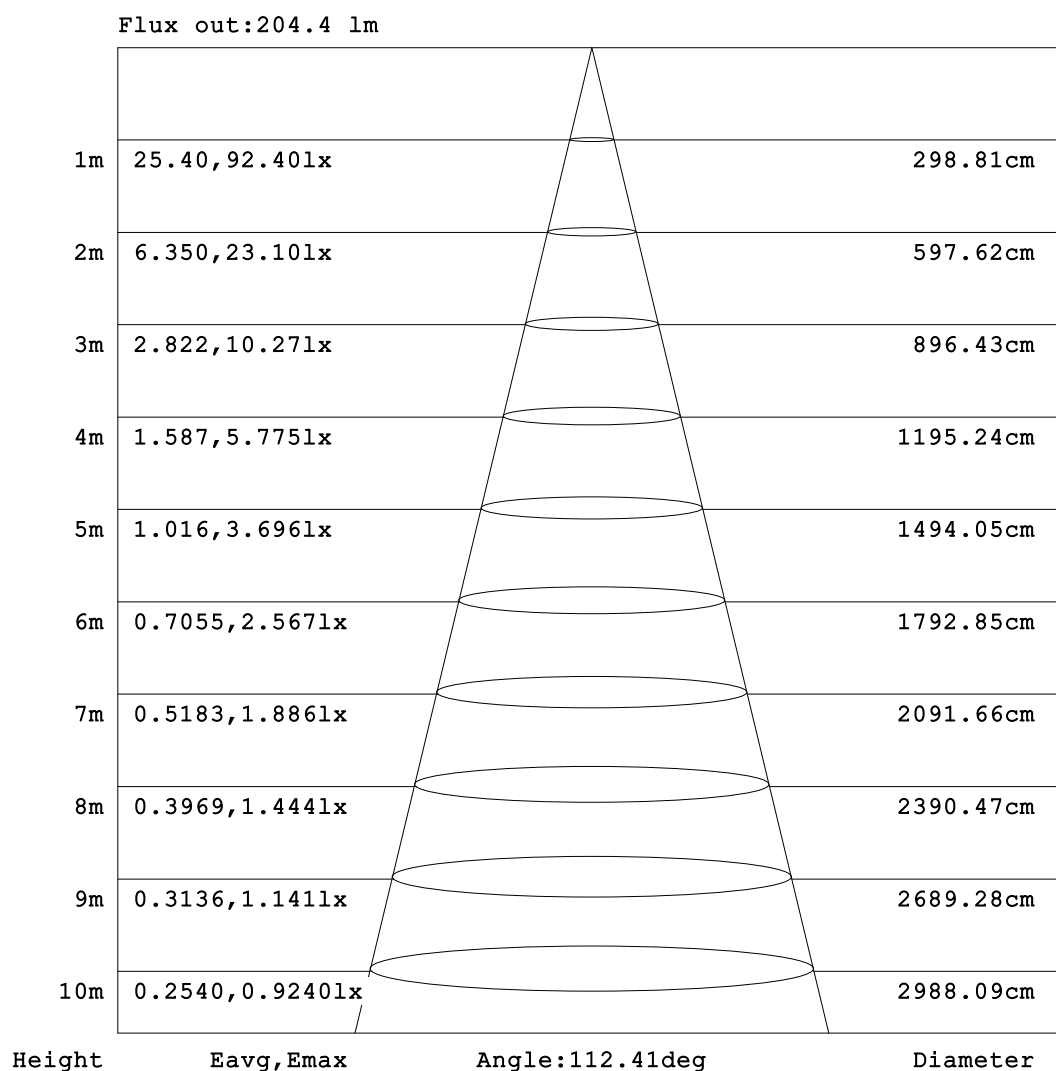 Flux out:204.4 lm
1m 25.40,92.40lx 298.81cm
2m 6.350,23.10lx 597.62cm
3m 2.822,10.27lx 896.43cm
4m 1.587,5.775lx 1195.24cm
5m 1.016,3.696lx 1494.05cm
6m 0.7055,2.567lx 1792.85cm
7m 0.5183,1.886lx 2091.66cm
8m 0.3969,1.444lx 2390.47cm
9m 0.3136,1.141lx 2689.28cm
10m 0.2540,0.9240lx 2988.09cm
Height Eavg,Emax Angle:112.41deg Diameter